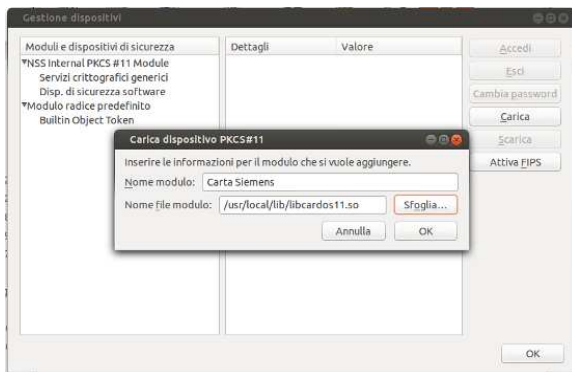 Gestione dispositivi
Moduli e dispositivi di sicurezza
Dettagli
Valore
NSS Internal PKCS #11 Module
Servizi crittografici generici
Disp. di sicurezza software
Modulo radice predefinito
Builtin Object Token
Accedi
Esci
Cambia password
Carica
Scarica
Attiva FIPS
Carica dispositivo PKCS#11
Inserire le informazioni per il modulo che si vuole aggiungere.
Nome modulo: Carta Siemens
Nome file modulo: /usr/local/lib/libcardos11.so Sfoglia...
Annulla OK
OK